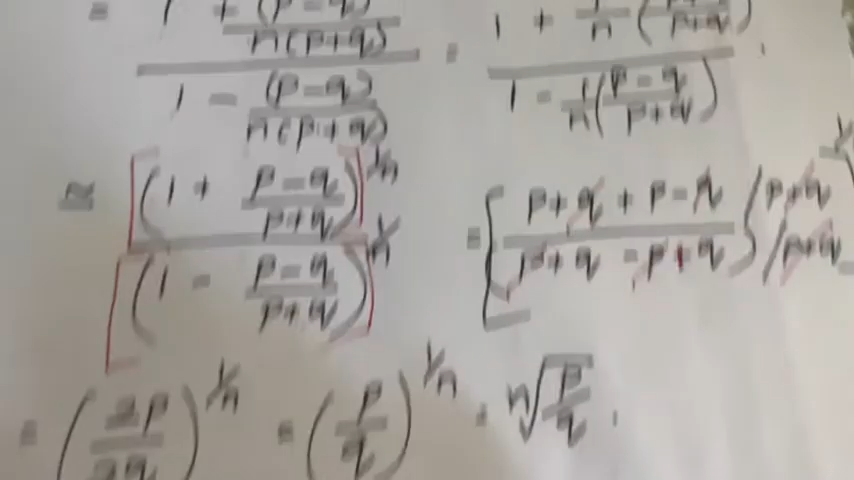 = 1 + (p-q)/n(p+q) / 1 - (p-q)/n(p+q) = 1 + 1/n (p-q/p+q) / 1 - 1/n (p-q/p+q) .
≈ [(1 + p-q/p+q)]^1/n / [(1 - p-q/p+q)]^1/n = [{p+q+p-q / p+q-p+q} p+q / p+q
= (2p/2q)^1/n = (p/q)^1/n = n√p/q .